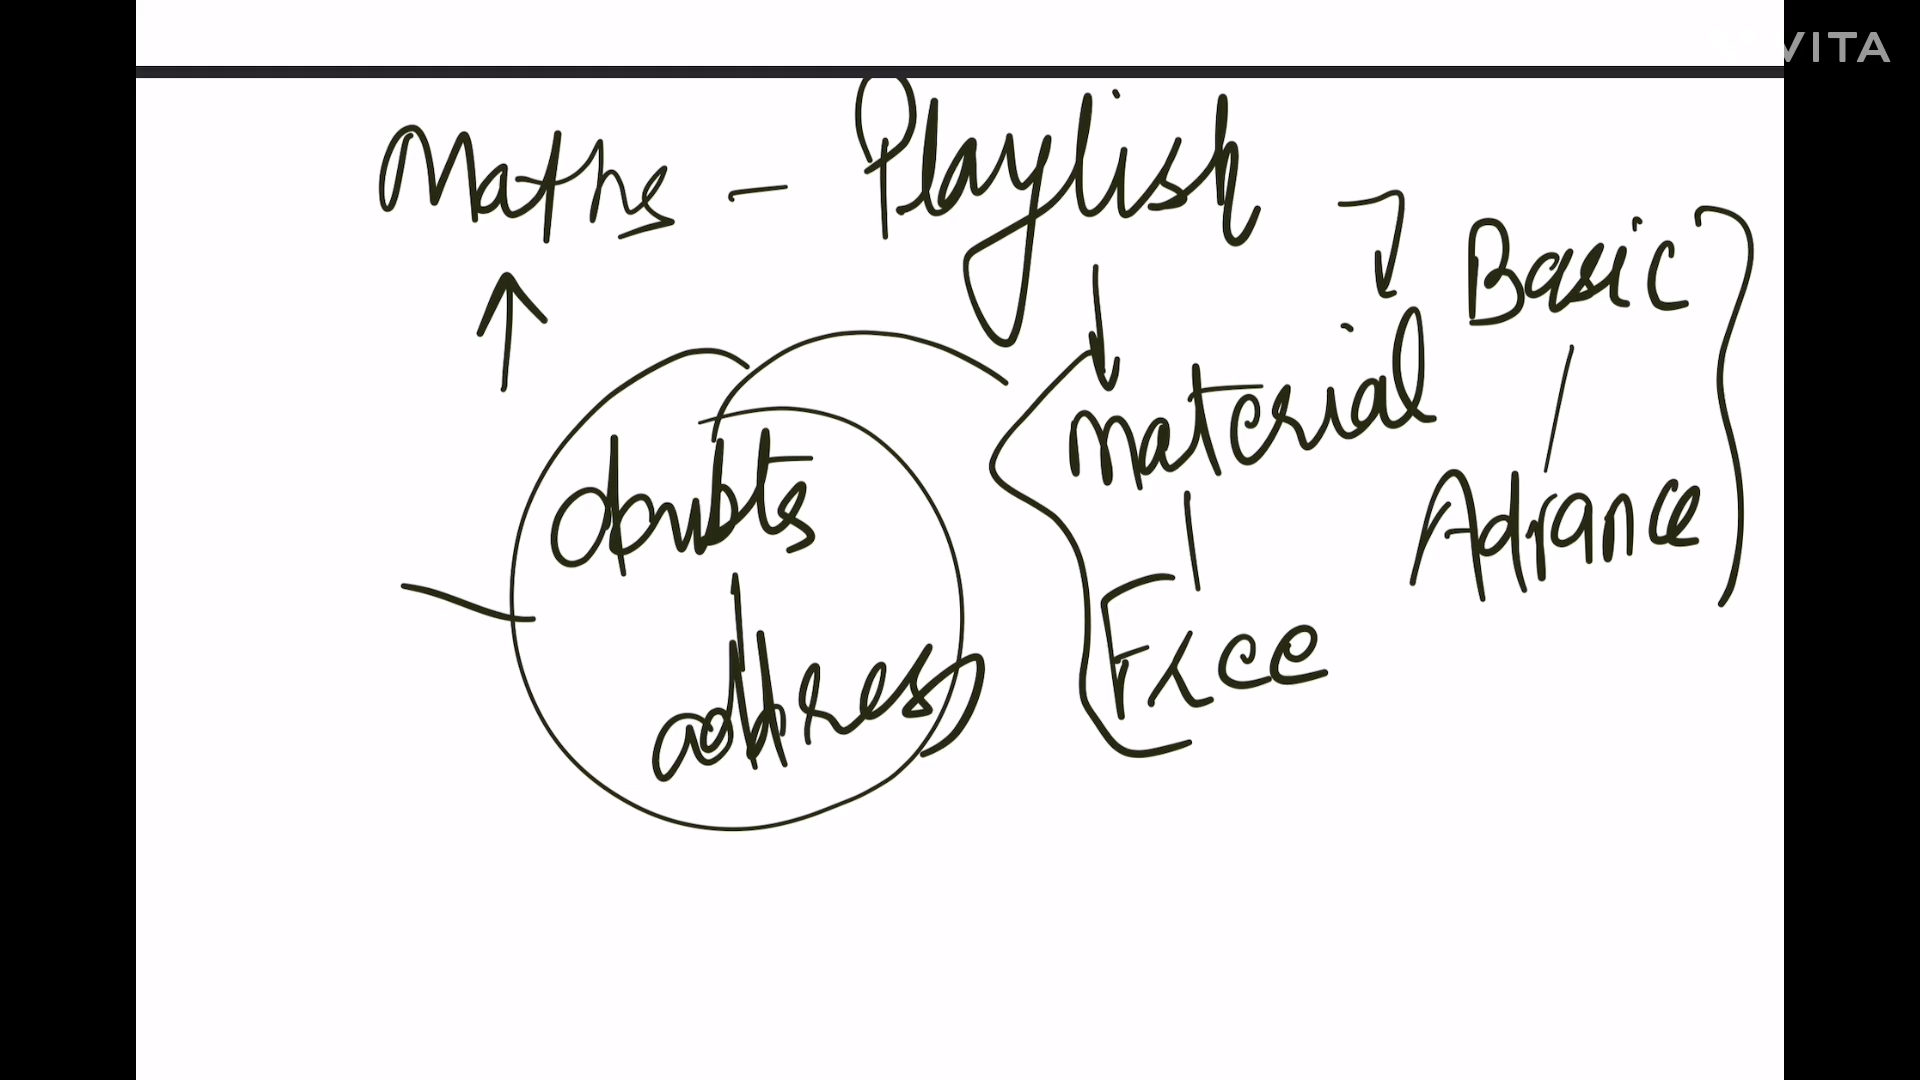 VITA
Maths - Playlist
Basic
material
Advance
doubts
Free
address